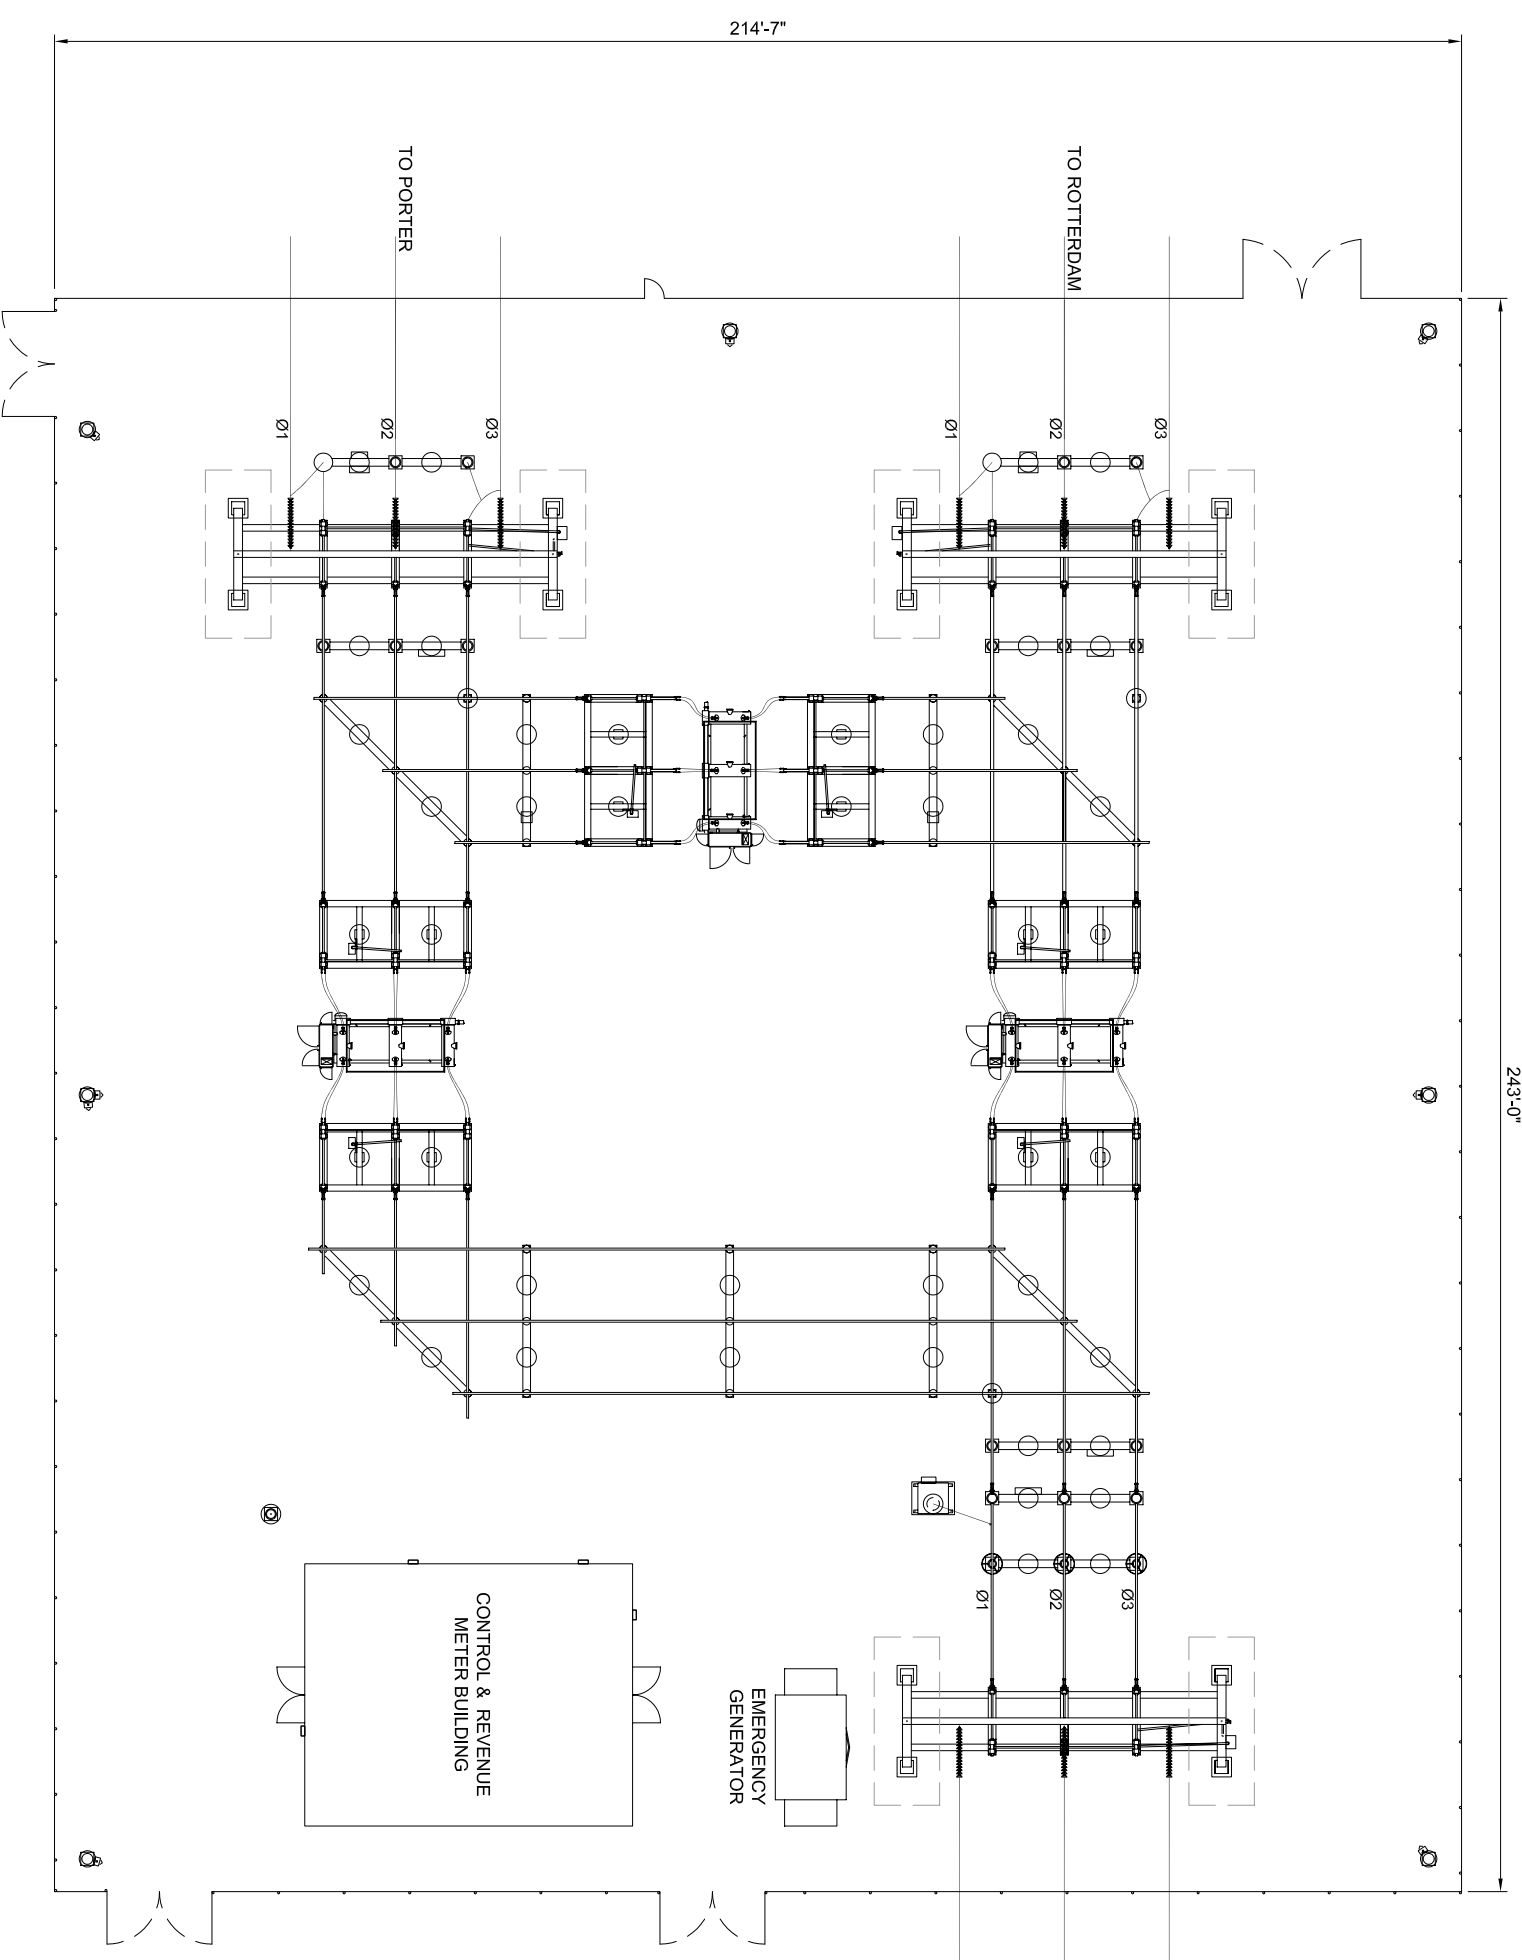 214'-7"
TO PORTER
TO ROTTERDAM
Ø1
Ø2
Ø3
Ø1
Ø2
Ø3
243'-0"
Ø1
Ø2
Ø3
CONTROL & REVENUE
METER BUILDING
EMERGENCY
GENERATOR